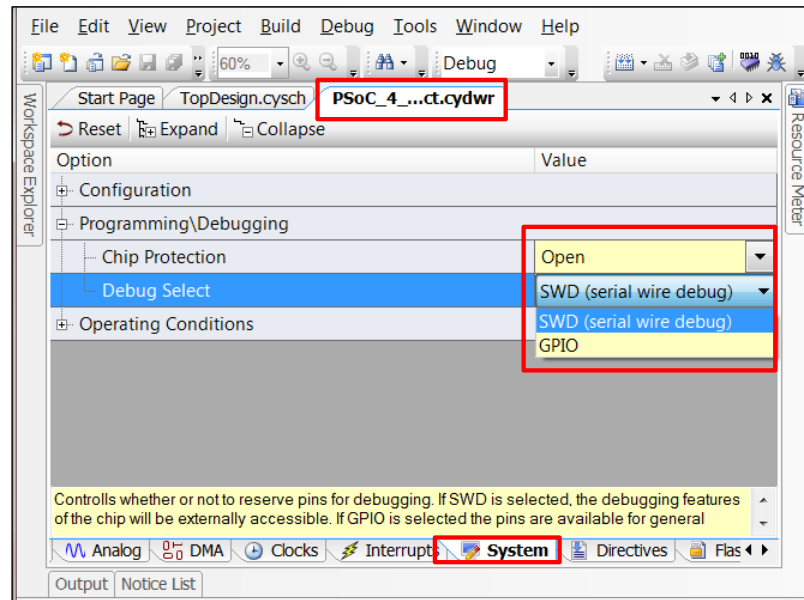 File Edit View Project Build Debug Tools Window Help
60% Debug
Start Page TopDesign.cysch PSoC_4_...ct.cydwr
Workspace Explorer
Resource Meter
Reset Expand Collapse
Option Value
Configuration
Programming\Debugging
Chip Protection Open
Debug Select SWD (serial wire debug)
SWD (serial wire debug)
Operating Conditions
GPIO
Controlls whether or not to reserve pins for debugging. If SWD is selected, the debugging features
of the chip will be externally accessible. If GPIO is selected the pins are available for general
Analog DMA Clocks Interrupts System Directives Flas
Output Notice List